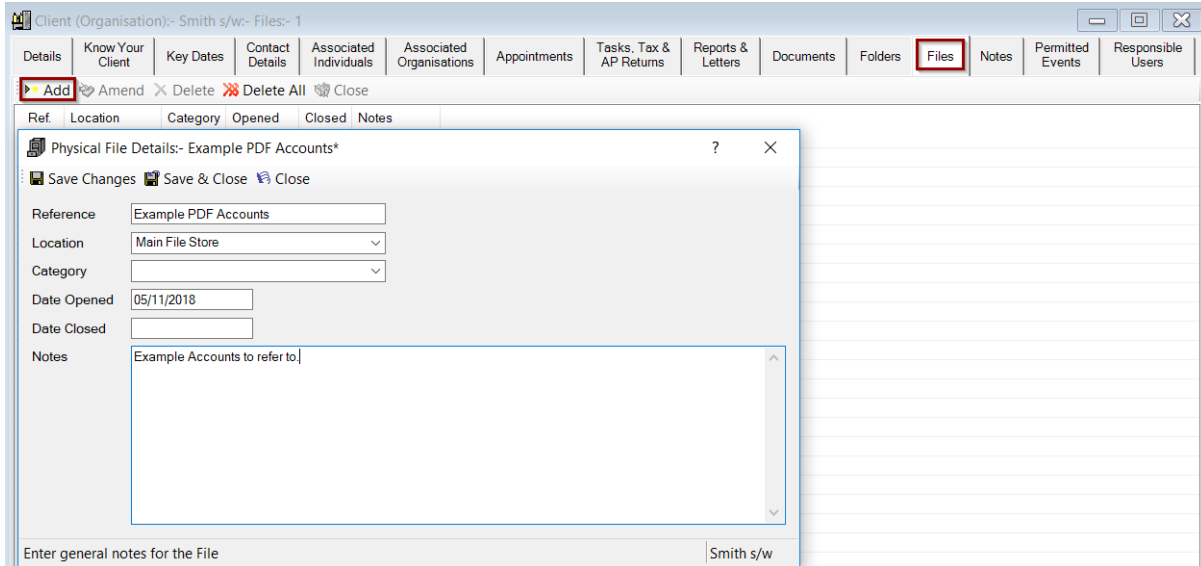 Client (Organisation):- Smith s/w:- Files:- 1
Details Know Your Client Key Dates Contact Details Associated Individuals Associated Organisations Appointments Tasks, Tax & AP Returns Reports & Letters Documents Folders Files Notes Permitted Events Responsible Users
Add Amend Delete Delete All Close
Ref. Location Category Opened Closed Notes
Physical File Details:- Example PDF Accounts* ?
Save Changes Save & Close Close
Reference Example PDF Accounts
Location Main File Store
Category
Date Opened 05/11/2018
Date Closed
Notes Example Accounts to refer to.
Enter general notes for the File Smith s/w